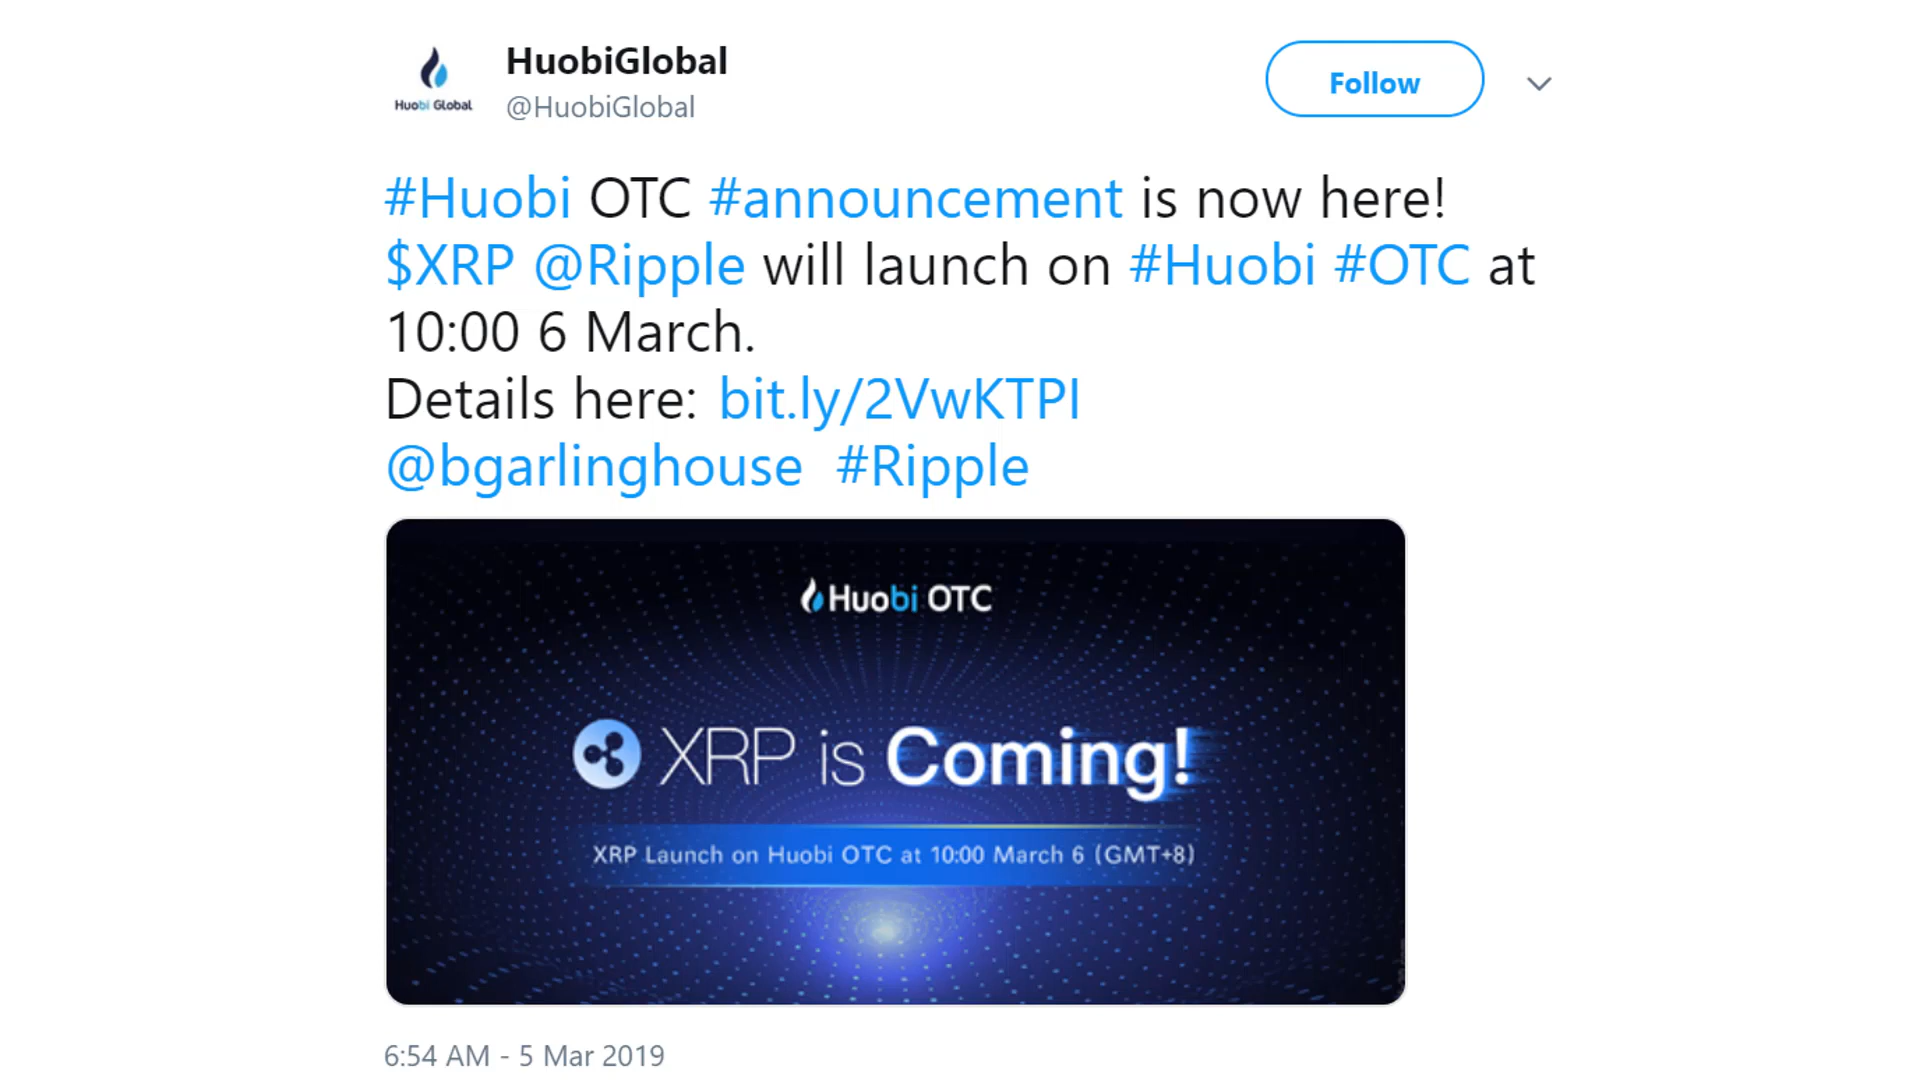 HuobiGlobal
Huobi Global
@HuobiGlobal
Follow
#Huobi OTC #announcement is now here!
$XRP @Ripple will launch on #Huobi #OTC at
10:00 6 March.
Details here: bit.ly/2VwKTPI
@bgarlinghouse #Ripple
Huobi OTC
XRP is Coming!
XRP Launch on Huobi OTC at 10:00 March 6 (GMT+8)
6:54 AM - 5 Mar 2019